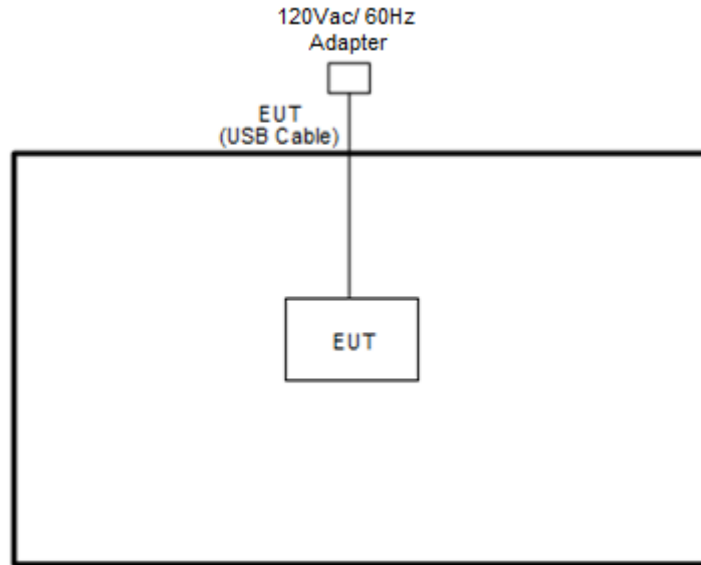 120Vac/ 60Hz
Adapter
EUT
(USB Cable)
EUT